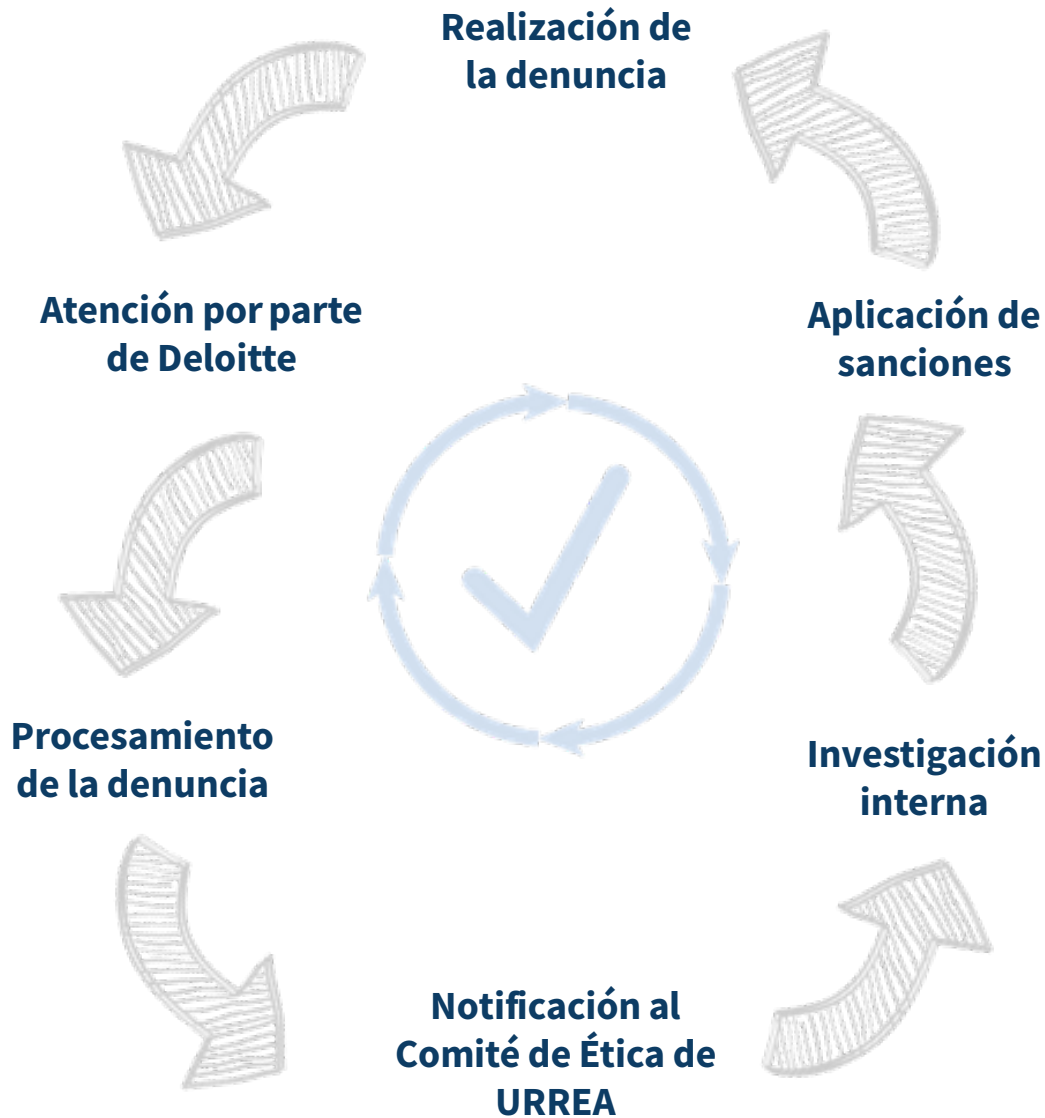 Realización de
la denuncia
Atención por parte
de Deloitte
Procesamiento
de la denuncia
Notificación al
Comité de Ética de
URREA
Investigación
interna
Aplicación de
sanciones